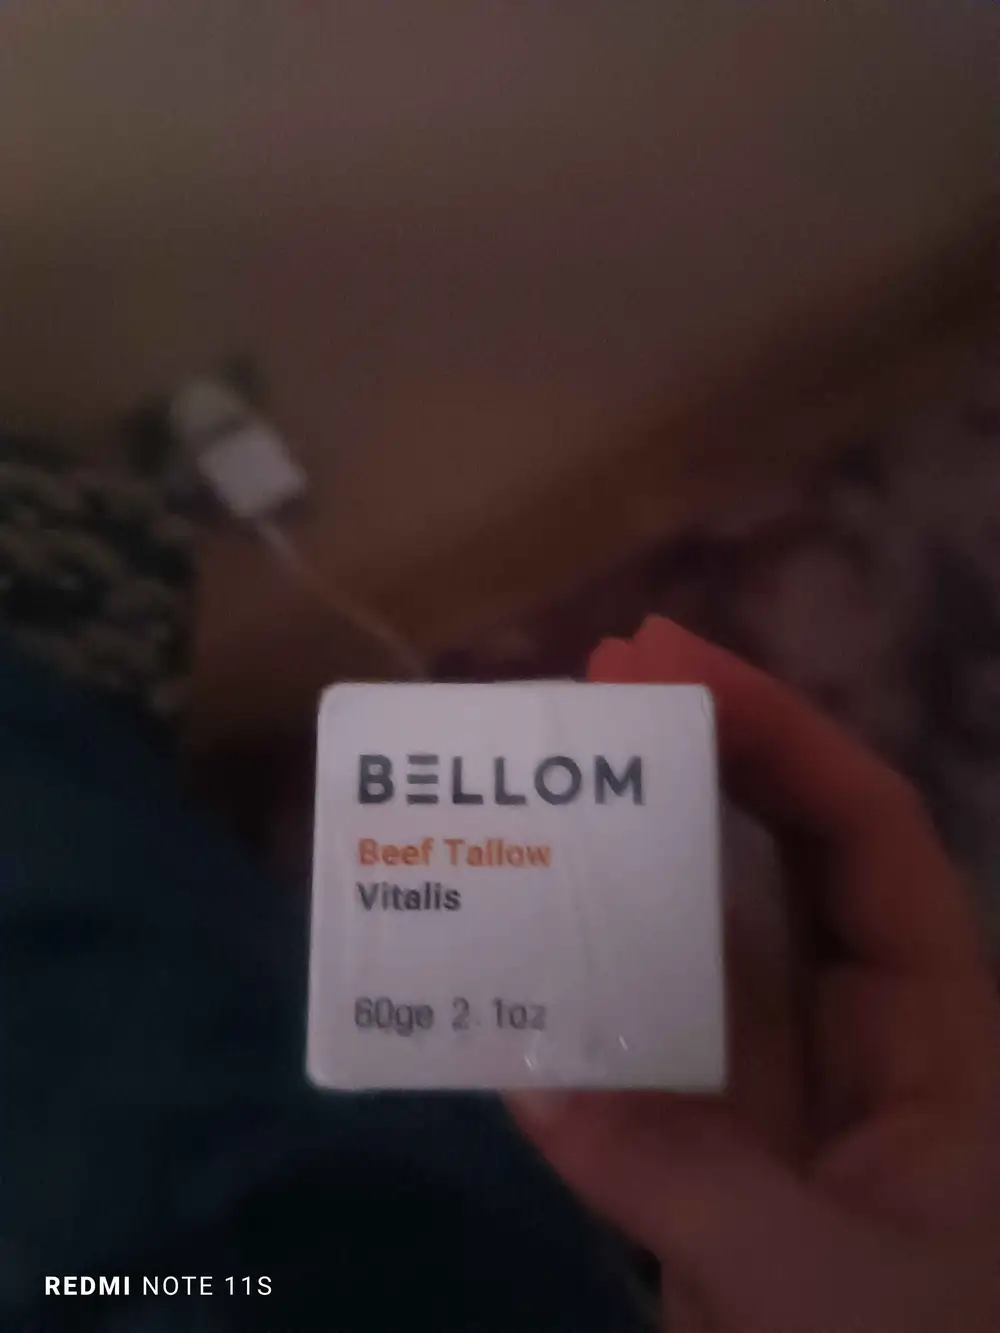 BELLOM
Beef Tallow
Vitalis
60ge 2.1oz
REDMI NOTE 11S